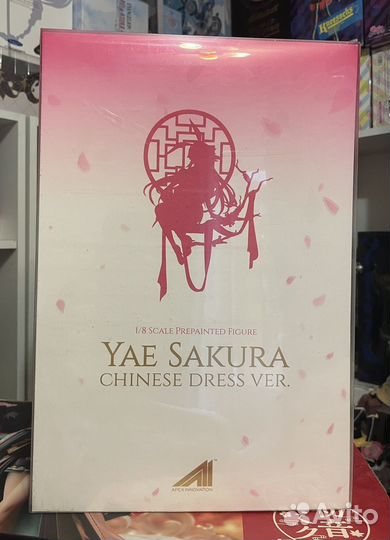 1/8 Scale Prepainted Figure
Yae Sakura
Chinese Dress Ver.
APEX INNOVATION
Avito